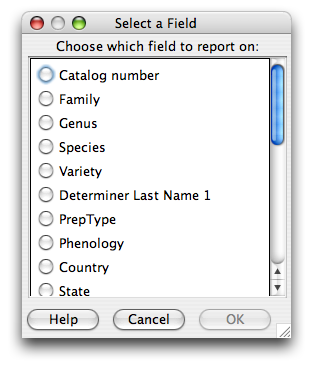 Select a Field
Choose which field to report on:
Catalog number
Family
Genus
Species
Variety
Determiner Last Name 1
PrepType
Phenology
Country
State
Help
Cancel
OK